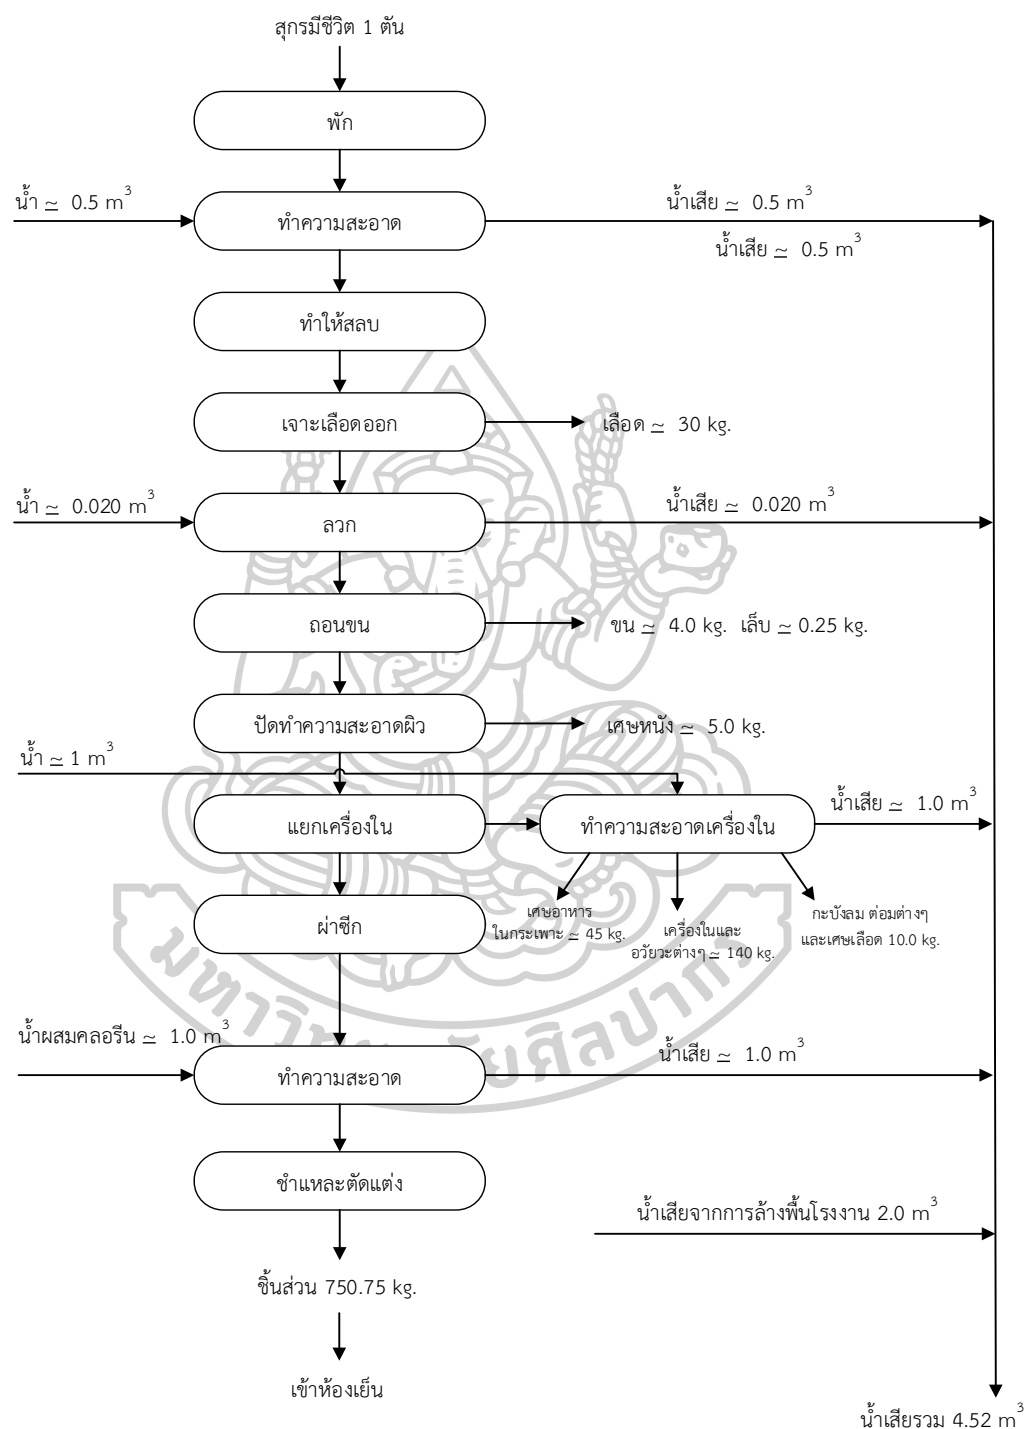 สุกรมีชีวิต 1 ตัน
พัก
น้ำ ≃ 0.5 m³
ทำความสะอาด
น้ำเสีย ≃ 0.5 m³
น้ำเสีย ≃ 0.5 m³
ทำให้สลบ
เจาะเลือดออก
เลือด ≃ 30 kg.
น้ำ ≃ 0.020 m³
ลวก
น้ำเสีย ≃ 0.020 m³
ถอนขน
ขน ≃ 4.0 kg. เล็บ ≃ 0.25 kg.
ปัดทำความสะอาดผิว
เศษหนัง ≃ 5.0 kg.
น้ำ ≃ 1 m³
แยกเครื่องใน
ทำความสะอาดเครื่องใน
น้ำเสีย ≃ 1.0 m³
เศษอาหาร
ในกระเพาะ ≃ 45 kg.
เครื่องในและ
อวัยวะต่างๆ ≃ 140 kg.
กะบังลม ต่อมต่างๆ
และเศษเลือด 10.0 kg.
ผ่าซีก
น้ำผสมคลอรีน ≃ 1.0 m³
ทำความสะอาด
น้ำเสีย ≃ 1.0 m³
ชำแหละตัดแต่ง
น้ำเสียจากการล้างพื้นโรงงาน 2.0 m³
ชิ้นส่วน 750.75 kg.
เข้าห้องเย็น
น้ำเสียรวม 4.52 m³
มหาวิทยาลัยศิลปากร